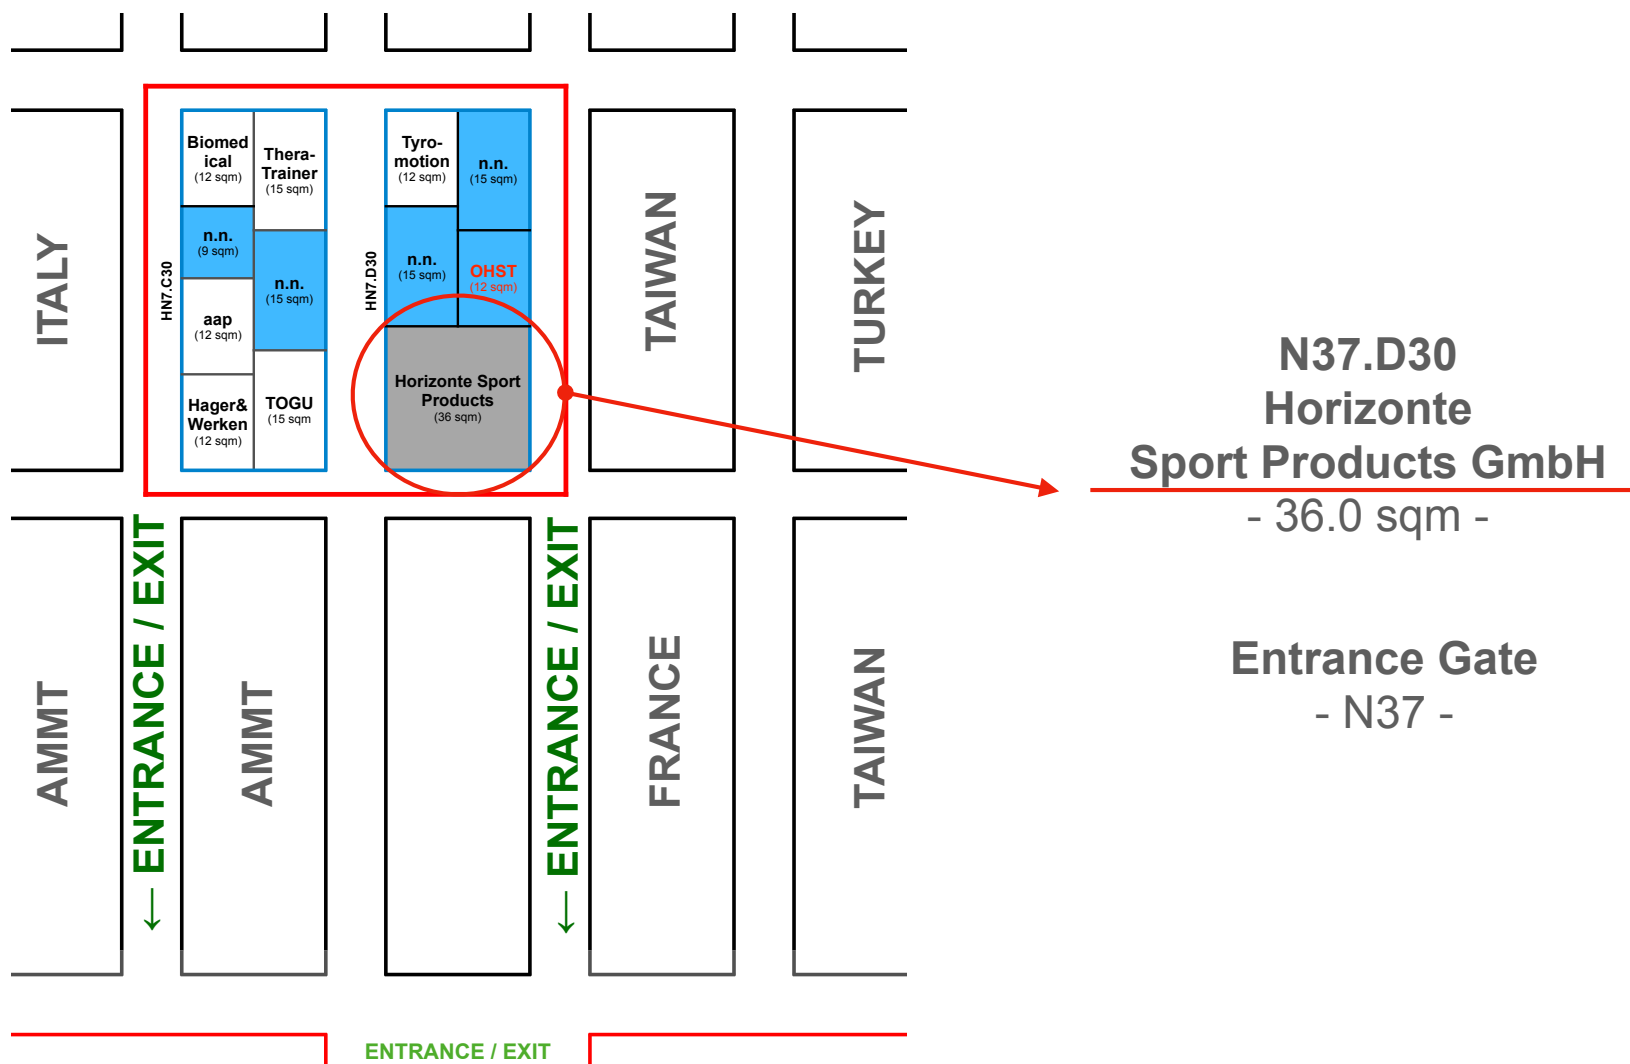 Biomed
ical
(12 sqm)
Thera-
Trainer
(15 sqm)
n.n.
(9 sqm)
n.n.
(15 sqm)
aap
(12 sqm)
Hager&
Werken
(12 sqm)
TOGU
(15 sqm
HN7.C30
Tyro-
motion
(12 sqm)
n.n.
(15 sqm)
n.n.
(15 sqm)
OHST
(12 sqm)
Horizonte Sport
Products
(36 sqm)
HN7.D30
ITALY
TAIWAN
TURKEY
N37.D30
Horizonte
Sport Products GmbH
- 36.0 sqm -
Entrance Gate
- N37 -
AMMT
← ENTRANCE / EXIT
AMMT
← ENTRANCE / EXIT
FRANCE
TAIWAN
ENTRANCE / EXIT